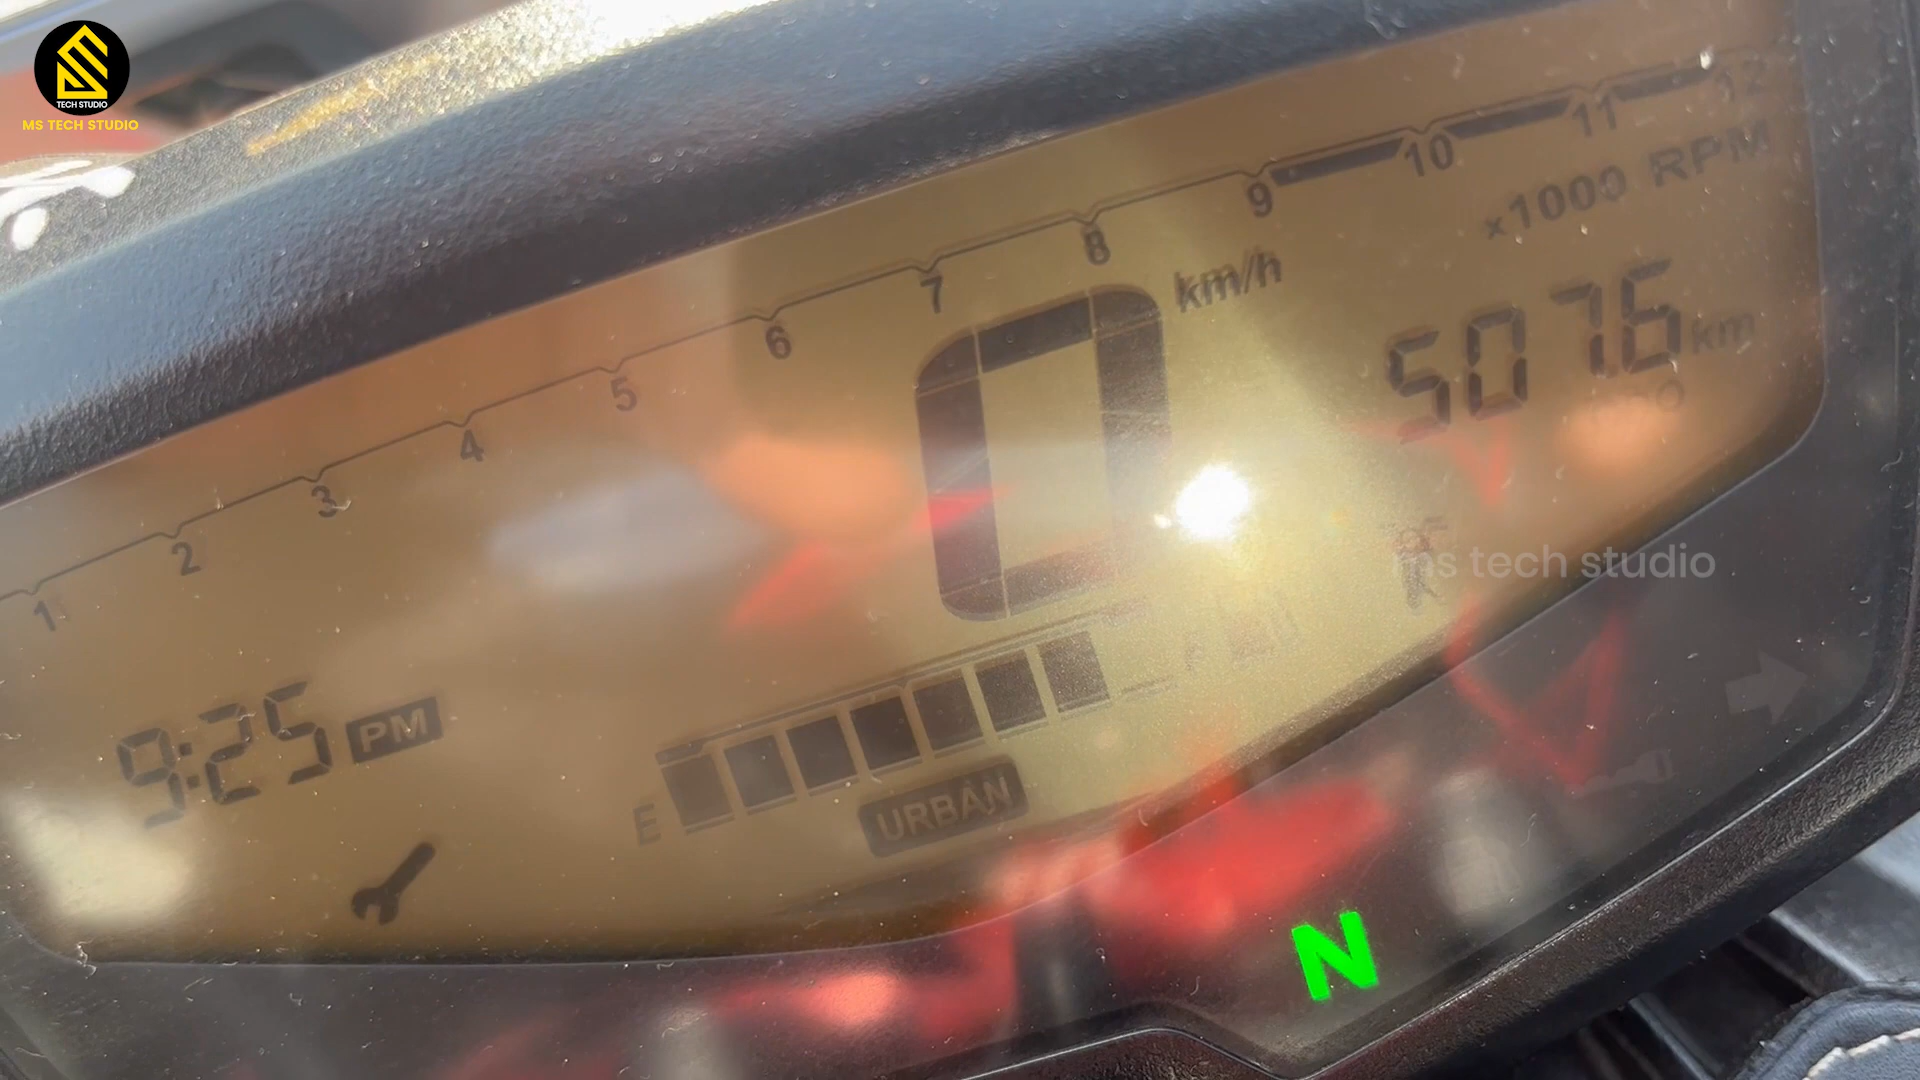 TECH STUDIO
MS TECH STUDIO
1 2 3 4 5 6 7 8 9 10 11 12
x1000 RPM
km/h
0
507.6 km
ms tech studio
9:25 PM
E
URBAN
N